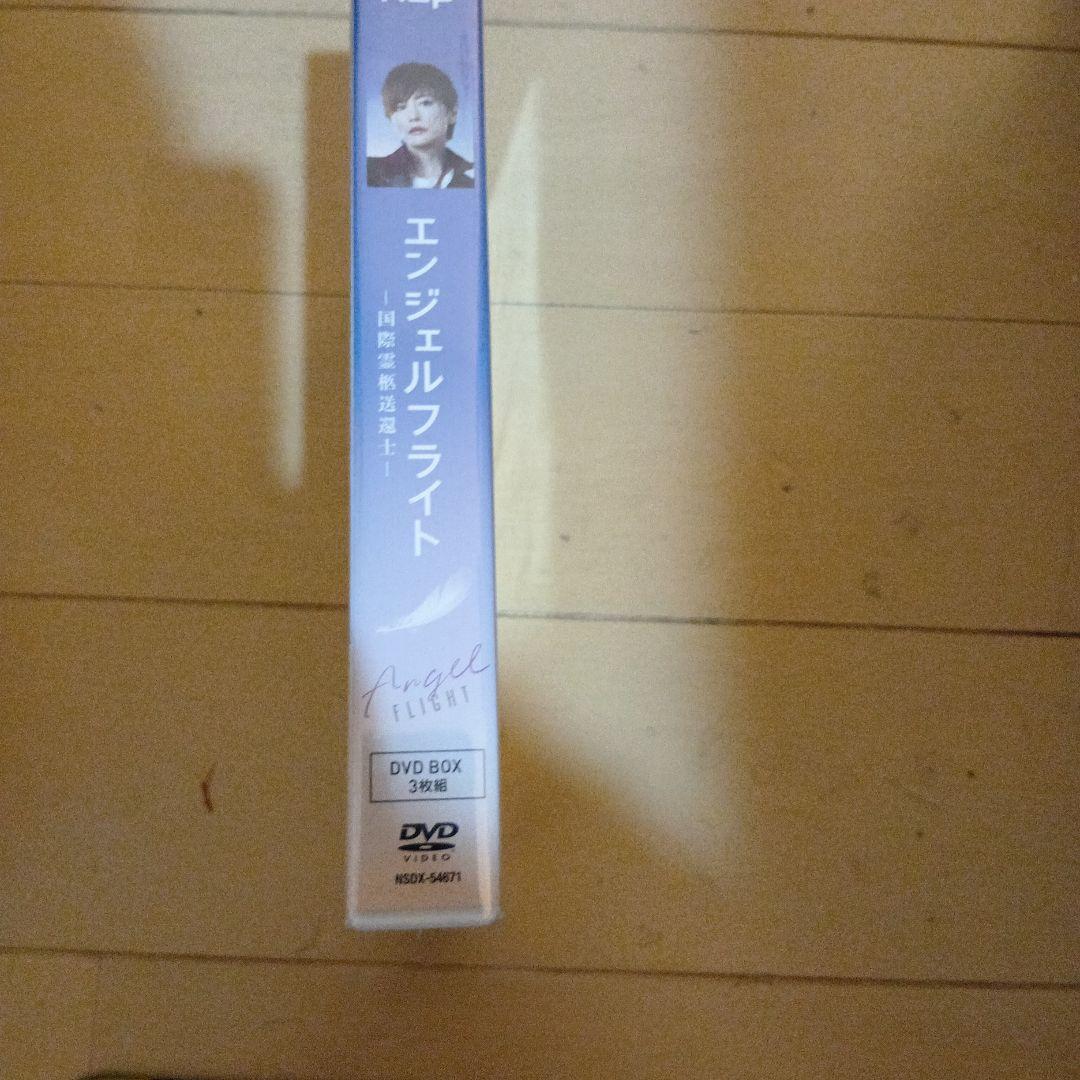 エンジェルフライト
―国際霊柩送還士―
Angel
FLIGHT
DVD BOX
3枚組
DVD
VIDEO
NSDX-54671